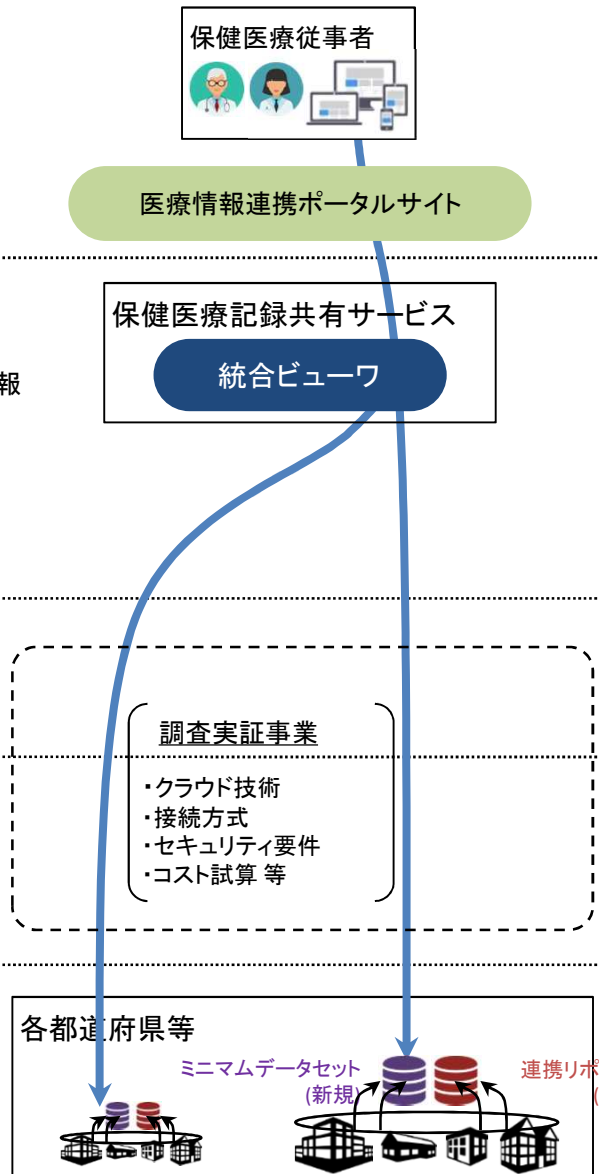 保健医療従事者
医療情報連携ポータルサイト
保健医療記録共有サービス
統合ビューワ
報
調査実証事業
・クラウド技術
・接続方式
・セキュリティ要件
・コスト試算 等
各都道府県等
ミニマムデータセット
(新規)
連携リポ
(